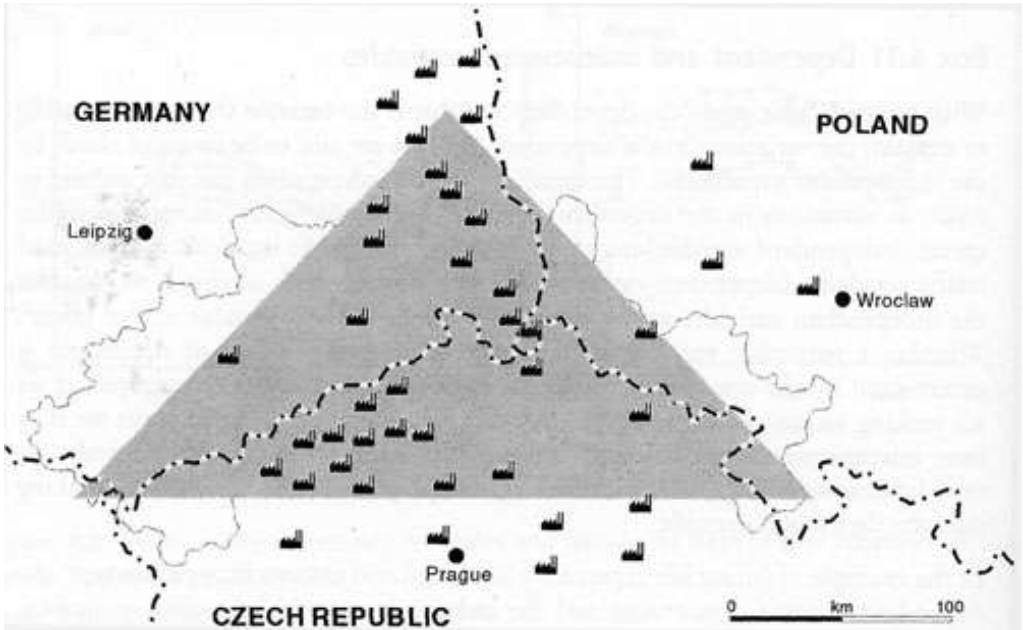 GERMANY
POLAND
Leipzig
Wroclaw
Prague
CZECH REPUBLIC
0 km 100